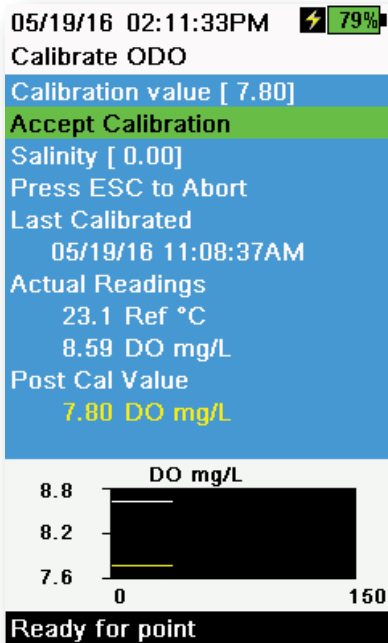 05/19/16 02:11:33PM 79%
Calibrate ODO
Calibration value [ 7.80]
Accept Calibration
Salinity [ 0.00]
Press ESC to Abort
Last Calibrated
05/19/16 11:08:37AM
Actual Readings
23.1 Ref °C
8.59 DO mg/L
Post Cal Value
7.80 DO mg/L
DO mg/L
8.8
8.2
7.6
0 150
Ready for point